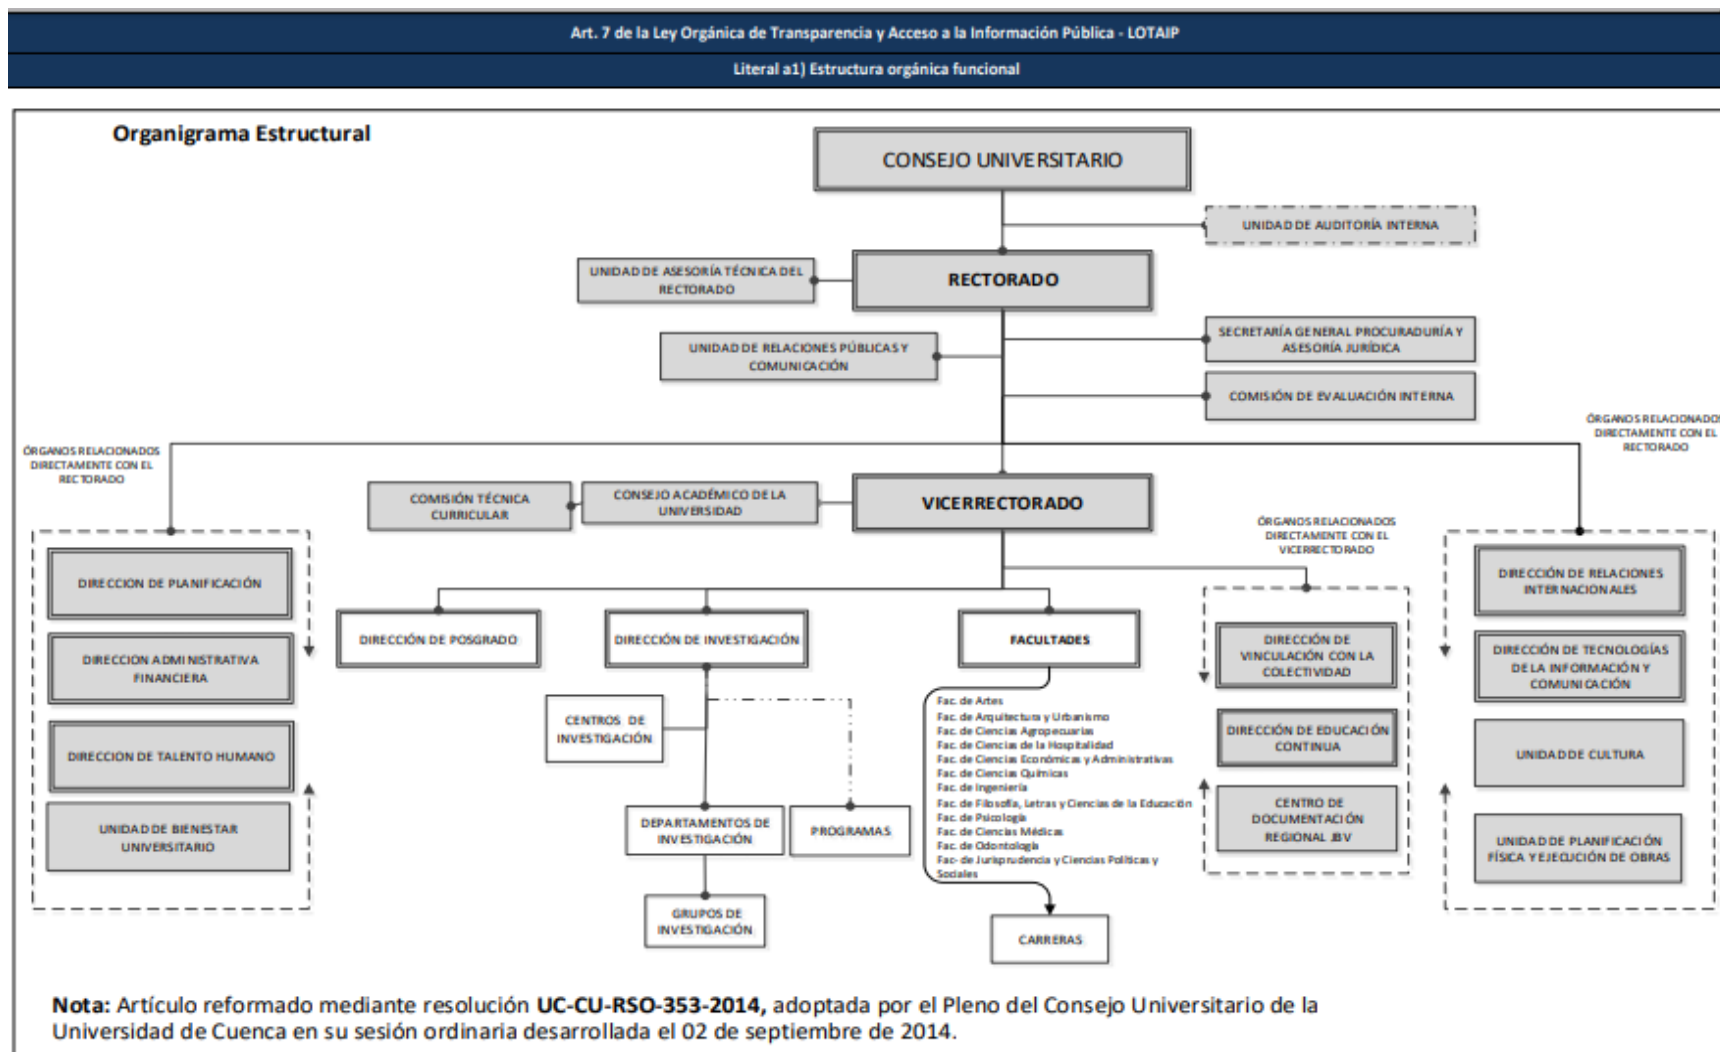 Art. 7 de la Ley Orgánica de Transparencia y Acceso a la Información Pública - LOTAIP
Literal a1) Estructura orgánica funcional
Organigrama Estructural
CONSEJO UNIVERSITARIO
UNIDAD DE AUDITORÍA INTERNA
UNIDAD DE ASESORÍA TÉCNICA DEL
RECTORADO
RECTORADO
UNIDAD DE RELACIONES PÚBLICAS Y
COMUNICACIÓN
SECRETARÍA GENERAL PROCURADURÍA Y
ASESORÍA JURÍDICA
COMISIÓN DE EVALUACIÓN INTERNA
ÓRGANOS RELACIONADOS
DIRECTAMENTE CON EL
RECTORADO
ÓRGANOS RELACIONADOS
DIRECTAMENTE CON EL
RECTORADO
COMISIÓN TÉCNICA
CURRICULAR
CONSEJO ACADÉMICO DE LA
UNIVERSIDAD
VICERRECTORADO
ÓRGANOS RELACIONADOS
DIRECTAMENTE CON EL
VICERRECTORADO
DIRECCION DE PLANIFICACIÓN
DIRECCION ADMINISTRATIVA
FINANCIERA
DIRECCION DE TALENTO HUMANO
UNIDAD DE BIENESTAR
UNIVERSITARIO
DIRECCIÓN DE POSGRADO
DIRECCIÓN DE INVESTIGACIÓN
CENTROS DE
INVESTIGACIÓN
DEPARTAMENTOS DE
INVESTIGACIÓN
PROGRAMAS
GRUPOS DE
INVESTIGACIÓN
FACULTADES
Fac. de Artes
Fac. de Arquitectura y Urbanismo
Fac. de Ciencias Agropecuarias
Fac. de Ciencias de la Hospitalidad
Fac. de Ciencias Económicas y Administrativas
Fac. de Ciencias Químicas
Fac. de Ingeniería
Fac. de Filosofía, Letras y Ciencias de la Educación
Fac. de Psicología
Fac. de Ciencias Médicas
Fac. de Odontología
Fac- de Jurisprudencia y Ciencias Políticas y
Sociales
CARRERAS
DIRECCIÓN DE
VINCULACIÓN CON LA
COLECTIVIDAD
DIRECCIÓN DE EDUCACIÓN
CONTINUA
CENTRO DE
DOCUMENTACIÓN
REGIONAL JBV
DIRECCIÓN DE RELACIONES
INTERNACIONALES
DIRECCIÓN DE TECNOLOGÍAS
DE LA INFORMACIÓN Y
COMUNICACIÓN
UNIDAD DE CULTURA
UNIDAD DE PLANIFICACIÓN
FÍSICA Y EJECUCIÓN DE OBRAS
Nota: Artículo reformado mediante resolución UC-CU-RSO-353-2014, adoptada por el Pleno del Consejo Universitario de la
Universidad de Cuenca en su sesión ordinaria desarrollada el 02 de septiembre de 2014.